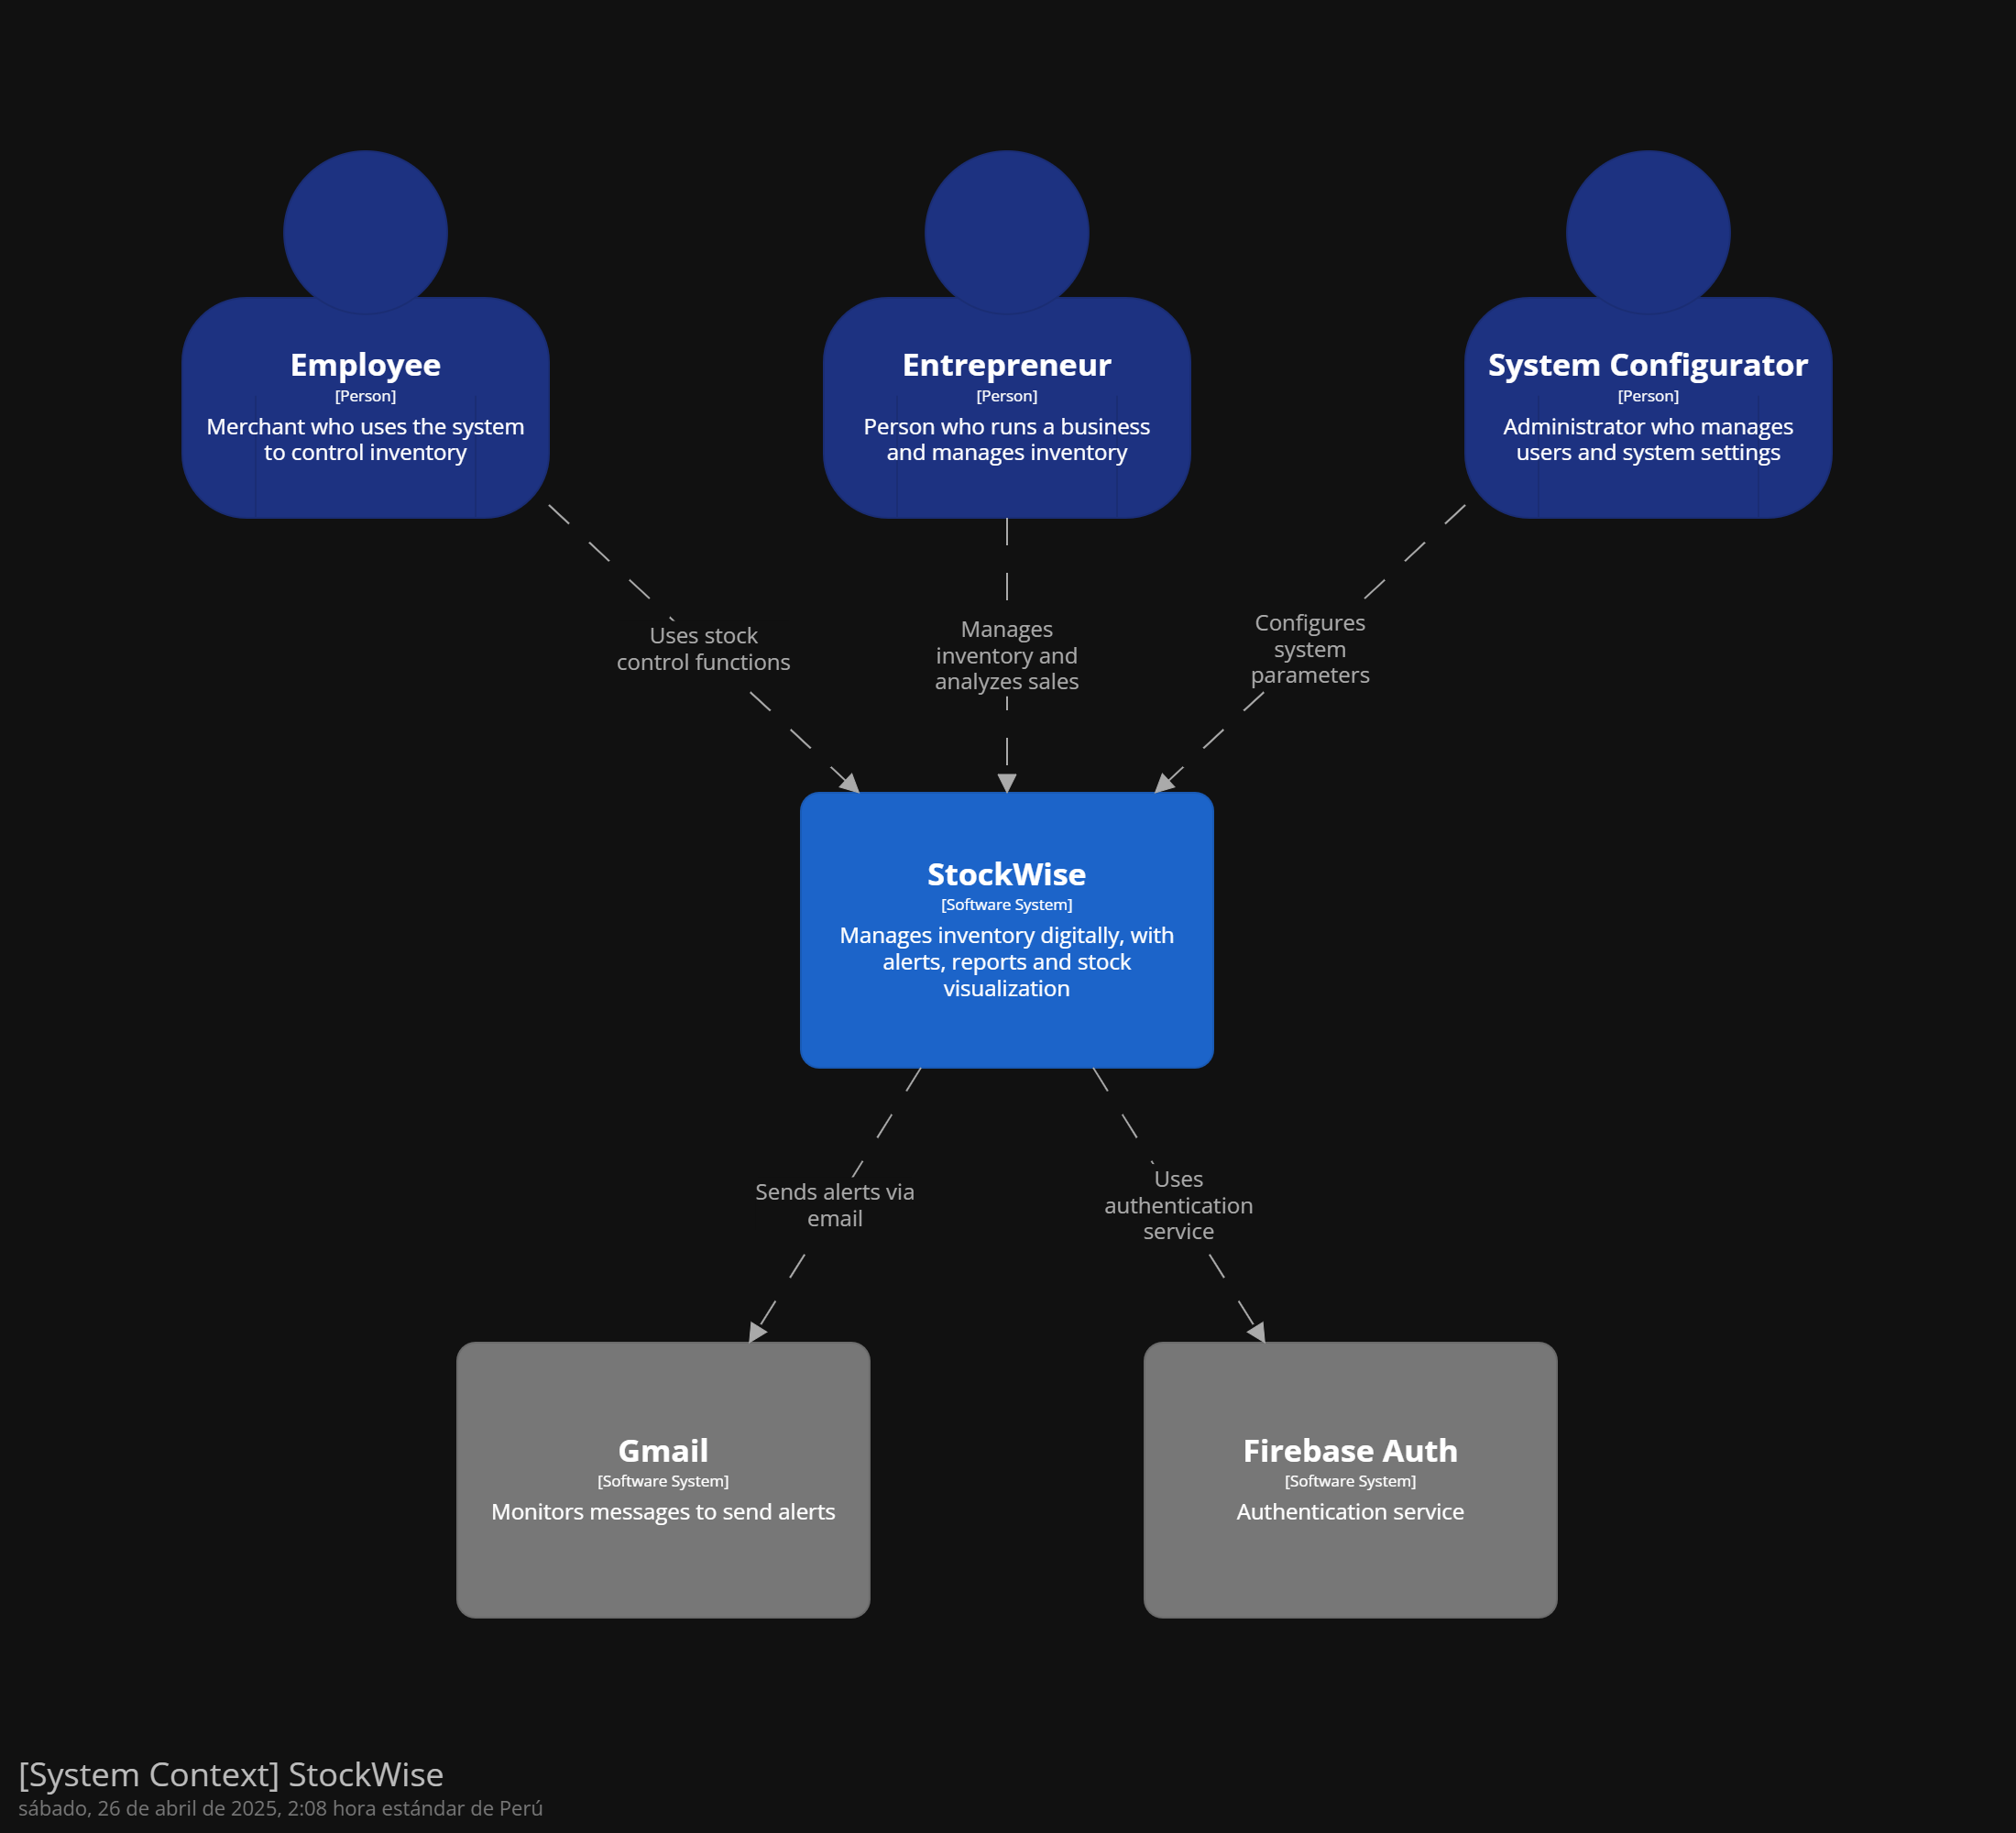 Employee
[Person]
Merchant who uses the system
to control inventory
Entrepreneur
[Person]
Person who runs a business
and manages inventory
System Configurator
[Person]
Administrator who manages
users and system settings
Uses stock
control functions
Manages
inventory and
analyzes sales
Configures
system
parameters
StockWise
[Software System]
Manages inventory digitally, with
alerts, reports and stock
visualization
Sends alerts via
email
Uses
authentication
service
Gmail
[Software System]
Monitors messages to send alerts
Firebase Auth
[Software System]
Authentication service
[System Context] StockWise
sábado, 26 de abril de 2025, 2:08 hora estándar de Perú